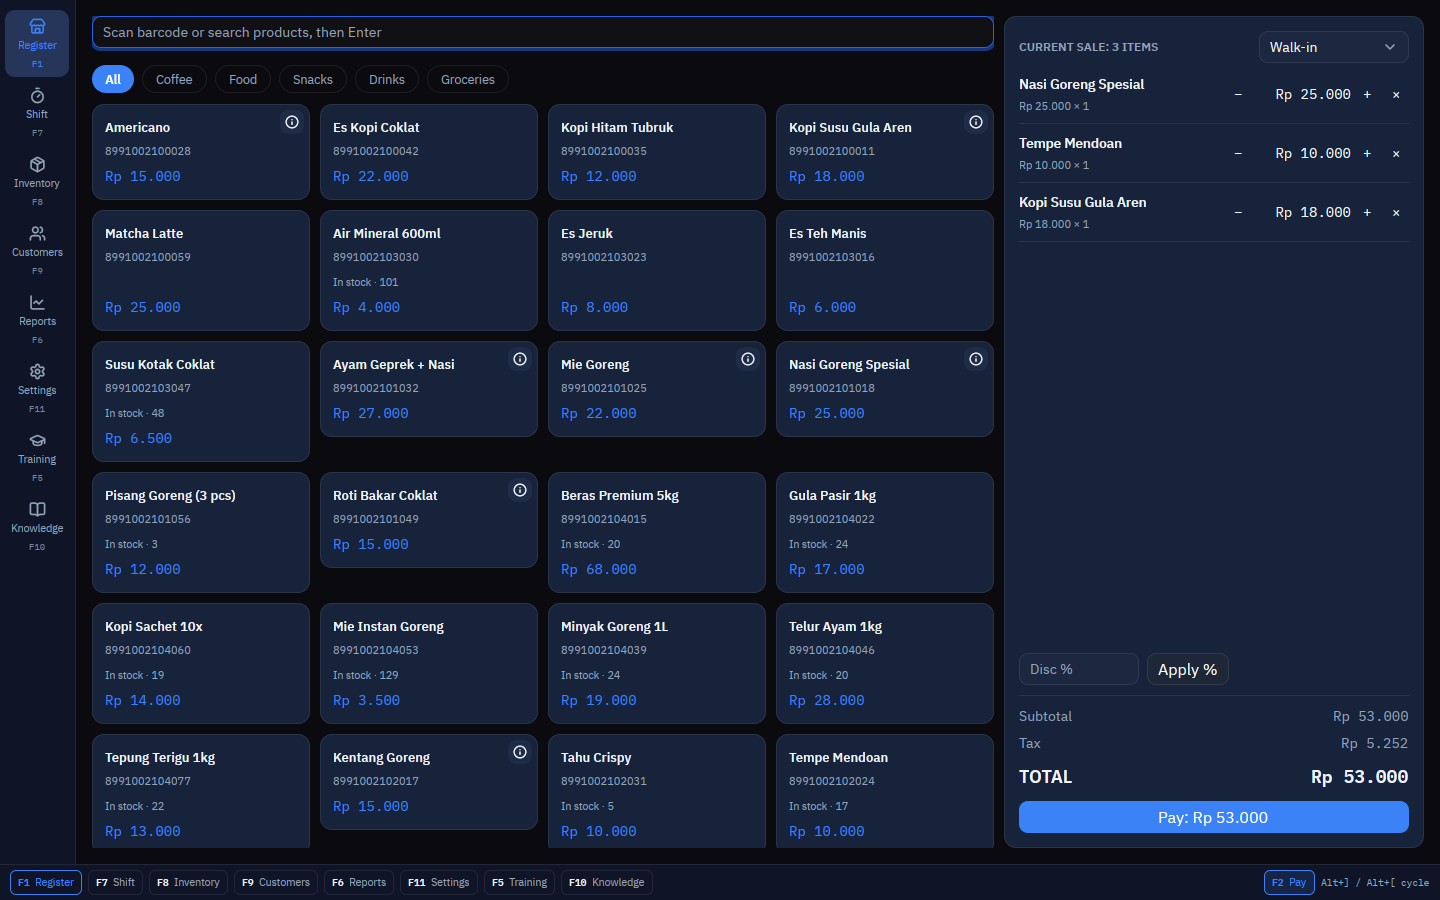 Register
F1
Shift
F7
Inventory
F8
Customers
F9
Reports
F6
Settings
F11
Training
F5
Knowledge
F10
Scan barcode or search products, then Enter
All Coffee Food Snacks Drinks Groceries
Americano
8991002100028
Rp 15.000
Es Kopi Coklat
8991002100042
Rp 22.000
Kopi Hitam Tubruk
8991002100035
Rp 12.000
Kopi Susu Gula Aren
8991002100011
Rp 18.000
Matcha Latte
8991002100059
Rp 25.000
Air Mineral 600ml
8991002103030
In stock · 101
Rp 4.000
Es Jeruk
8991002103023
Rp 8.000
Es Teh Manis
8991002103016
Rp 6.000
Susu Kotak Coklat
8991002103047
In stock · 48
Rp 6.500
Ayam Geprek + Nasi
8991002101032
Rp 27.000
Mie Goreng
8991002101025
Rp 22.000
Nasi Goreng Spesial
8991002101018
Rp 25.000
Pisang Goreng (3 pcs)
8991002101056
In stock · 3
Rp 12.000
Roti Bakar Coklat
8991002101049
Rp 15.000
Beras Premium 5kg
8991002104015
In stock · 20
Rp 68.000
Gula Pasir 1kg
8991002104022
In stock · 24
Rp 17.000
Kopi Sachet 10x
8991002104060
In stock · 19
Rp 14.000
Mie Instan Goreng
8991002104053
In stock · 129
Rp 3.500
Minyak Goreng 1L
8991002104039
In stock · 24
Rp 19.000
Telur Ayam 1kg
8991002104046
In stock · 20
Rp 28.000
Tepung Terigu 1kg
8991002104077
In stock · 22
Rp 13.000
Kentang Goreng
8991002102017
Rp 15.000
Tahu Crispy
8991002102031
In stock · 5
Rp 10.000
Tempe Mendoan
8991002102024
In stock · 17
Rp 10.000
CURRENT SALE: 3 ITEMS Walk-in
Nasi Goreng Spesial
Rp 25.000 × 1
− Rp 25.000 + ×
Tempe Mendoan
Rp 10.000 × 1
− Rp 10.000 + ×
Kopi Susu Gula Aren
Rp 18.000 × 1
− Rp 18.000 + ×
Disc % Apply %
Subtotal Rp 53.000
Tax Rp 5.252
TOTAL Rp 53.000
Pay: Rp 53.000
F1 Register F7 Shift F8 Inventory F9 Customers F6 Reports F11 Settings F5 Training F10 Knowledge F2 Pay Alt+] / Alt+[ cycle